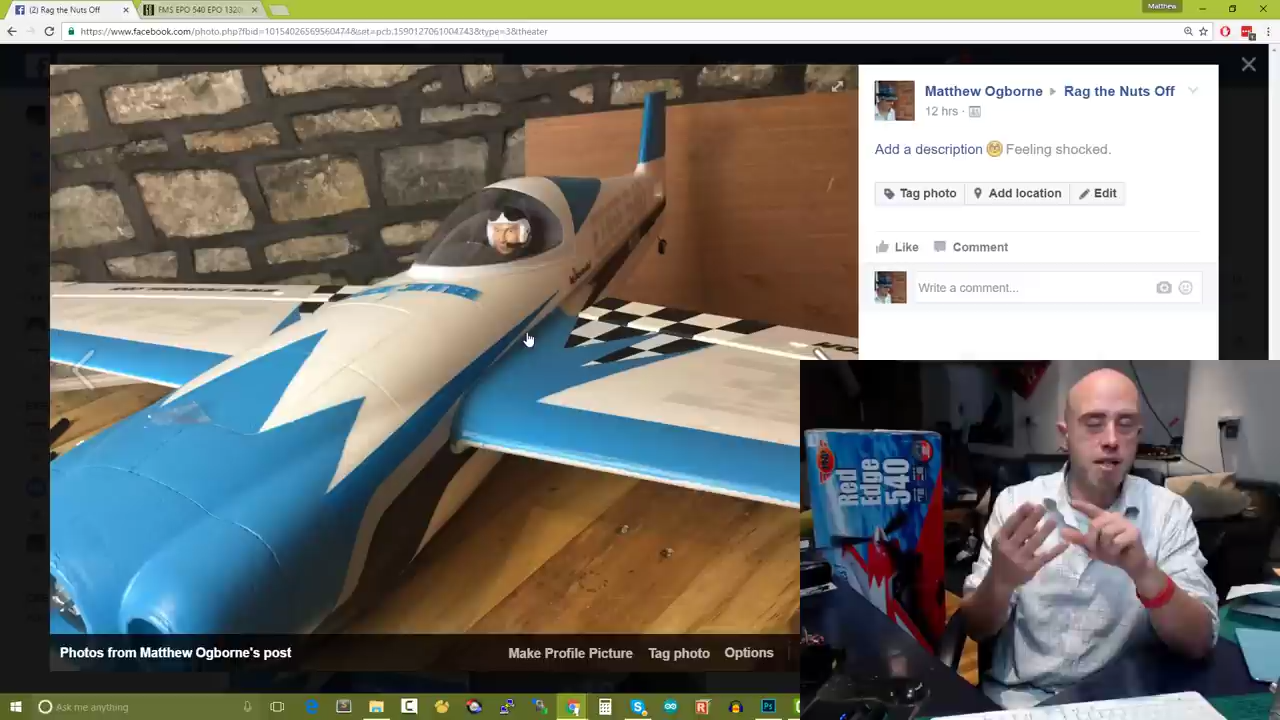 Matthew
(2) Rag the Nuts Off
FMS EPO 540 EPO 1320
https://www.facebook.com/photo.php?fbid=10154026569560474&set=pcb.1590127061004743&type=3&theater
Matthew Ogborne
Rag the Nuts Off
12 hrs
Add a description
Feeling shocked.
Tag photo
Add location
Edit
Like
Comment
Write a comment...
Red
Edge
540
Photos from Matthew Ogborne's post
Make Profile Picture
Tag photo
Options
Ask me anything